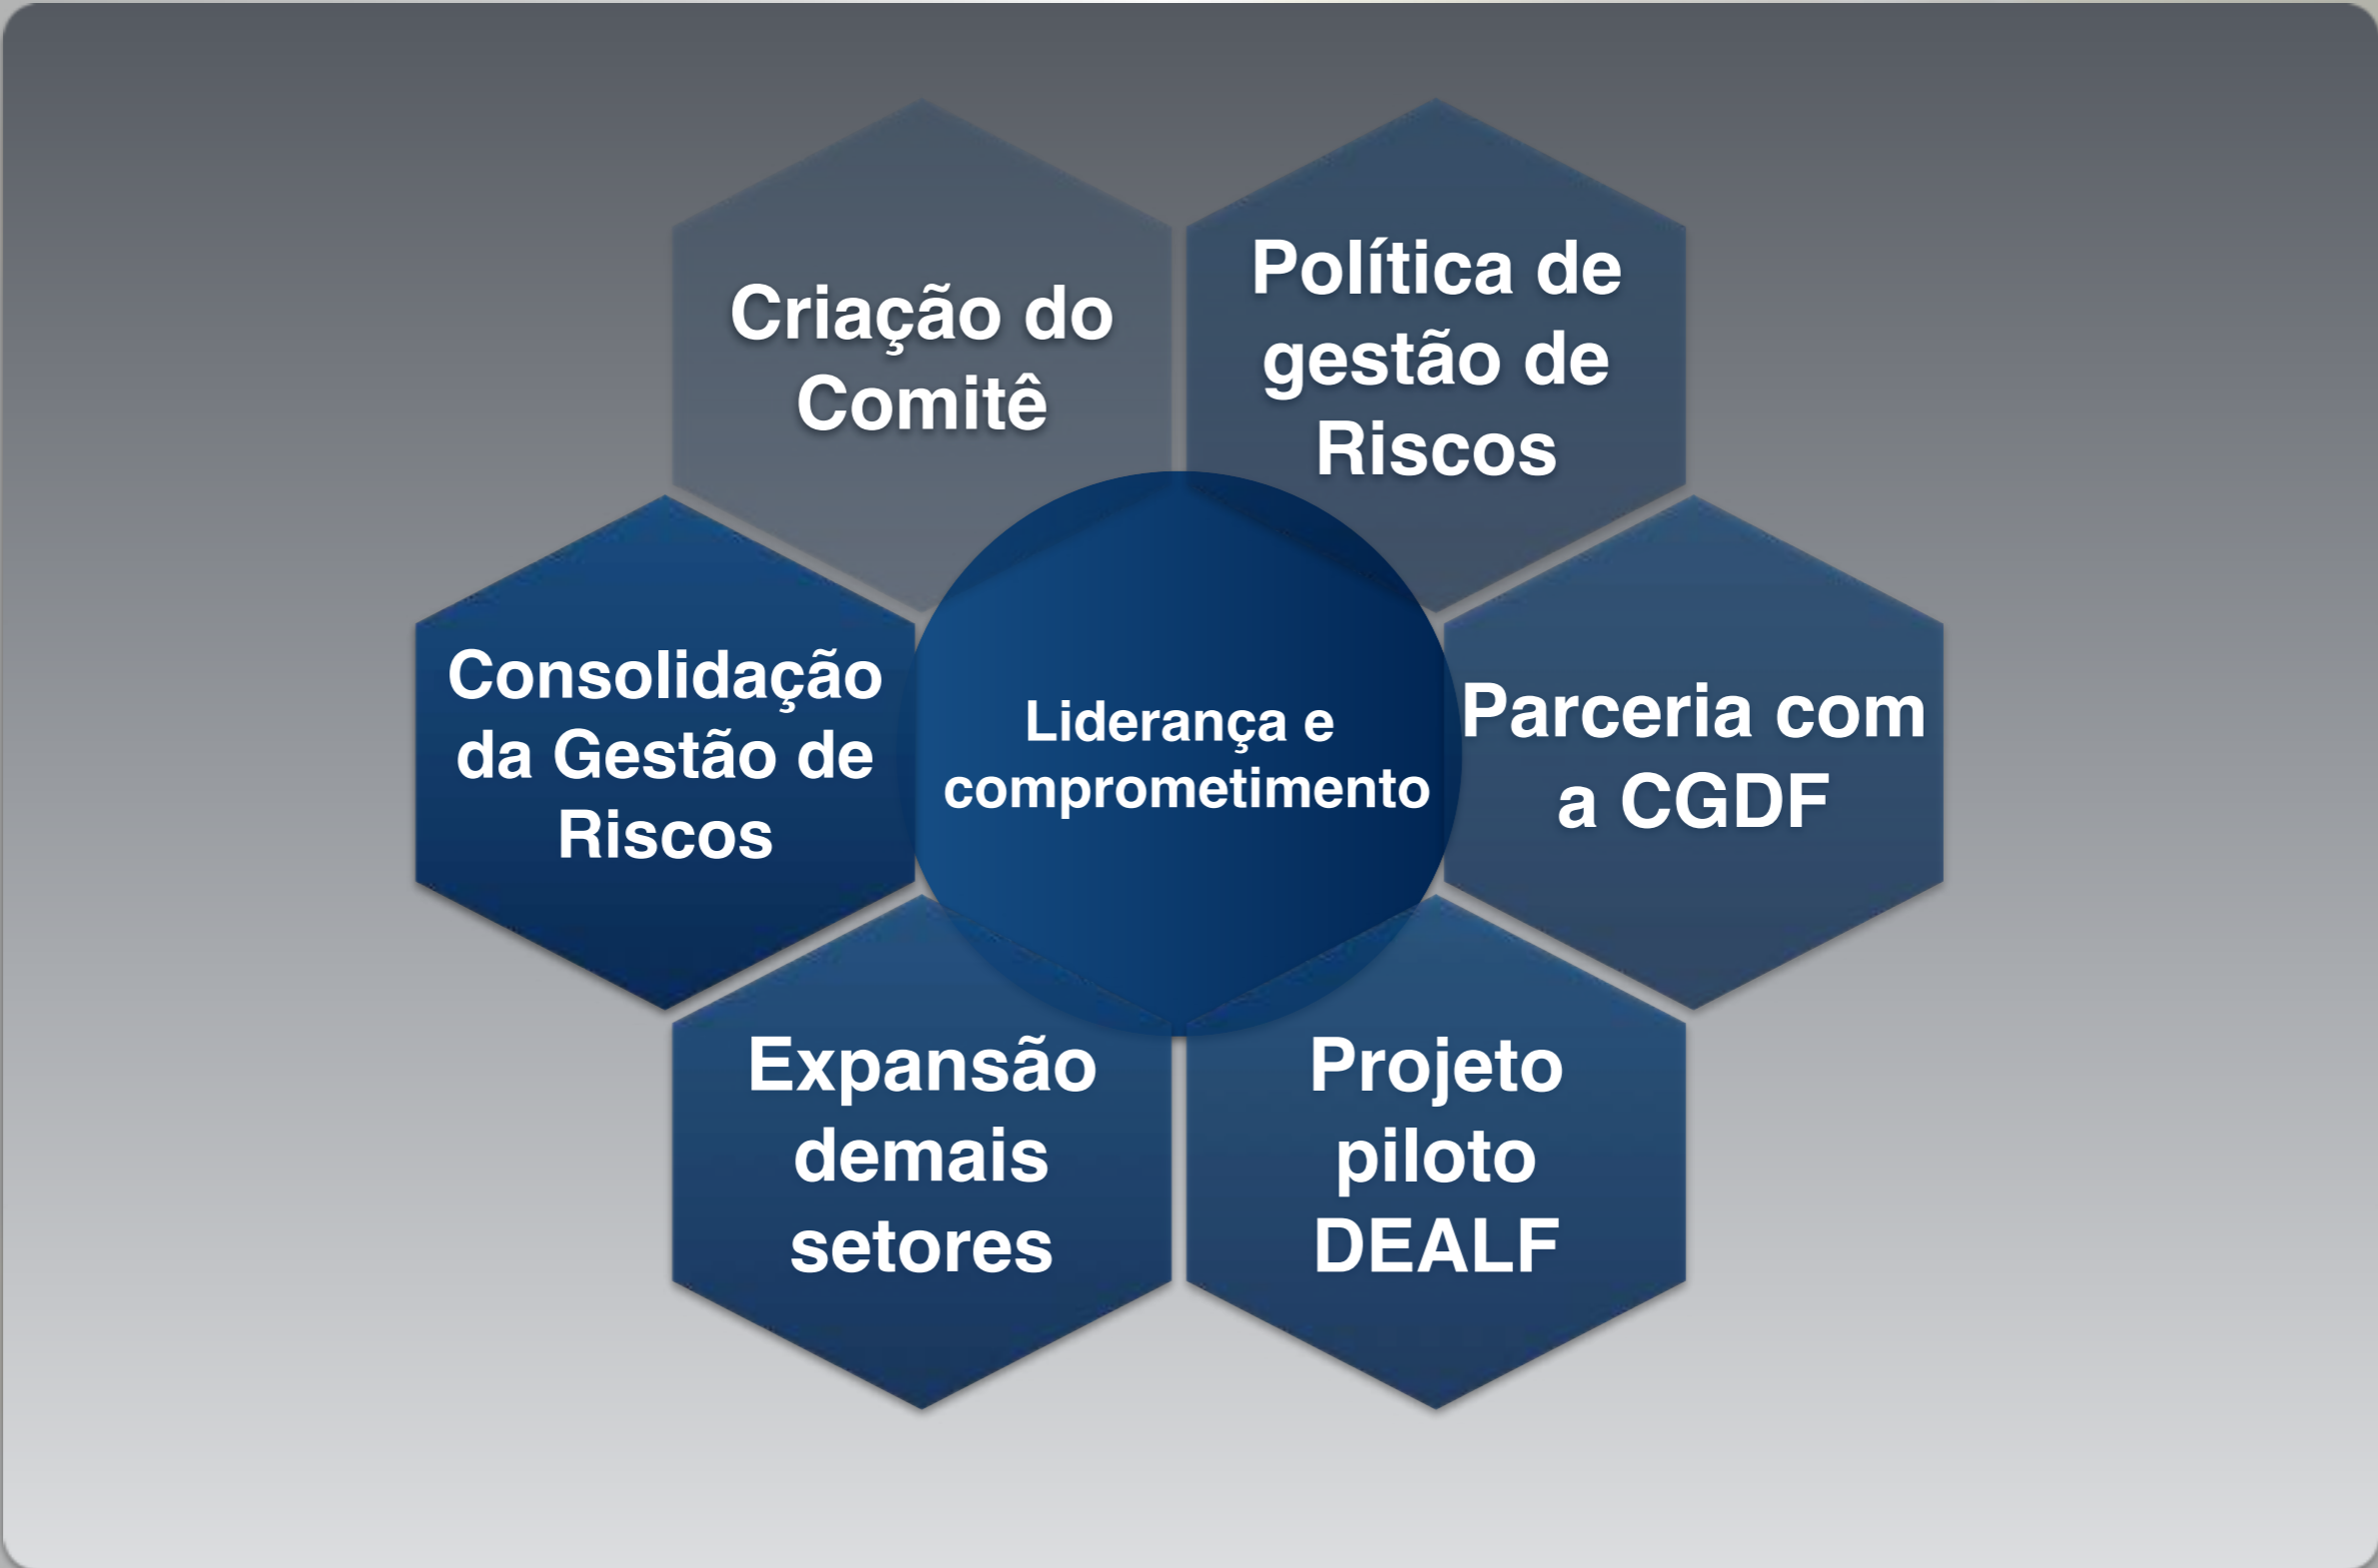 Criação do
Comitê
Política de
gestão de
Riscos
Consolidação
da Gestão de
Riscos
Liderança e
comprometimento
Parceria com
a CGDF
Expansão
demais
setores
Projeto
piloto
DEALF